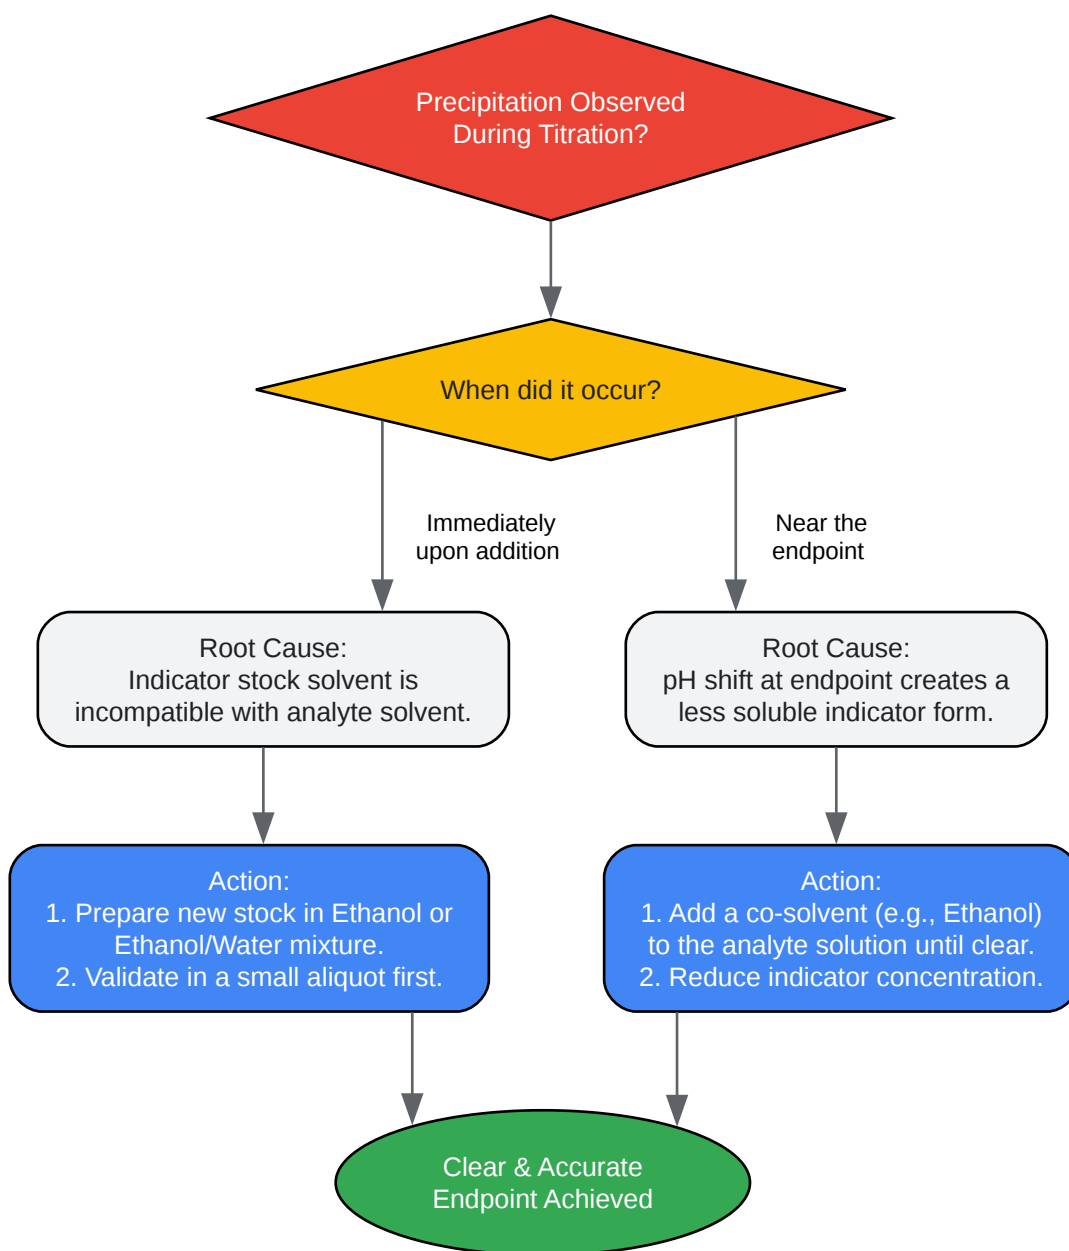 Precipitation Observed
During Titration?
When did it occur?
Immediately
upon addition
Near the
endpoint
Root Cause:
Indicator stock solvent is
incompatible with analyte solvent.
Root Cause:
pH shift at endpoint creates a
less soluble indicator form.
Action:
1. Prepare new stock in Ethanol or
Ethanol/Water mixture.
2. Validate in a small aliquot first.
Action:
1. Add a co-solvent (e.g., Ethanol)
to the analyte solution until clear.
2. Reduce indicator concentration.
Clear & Accurate
Endpoint Achieved